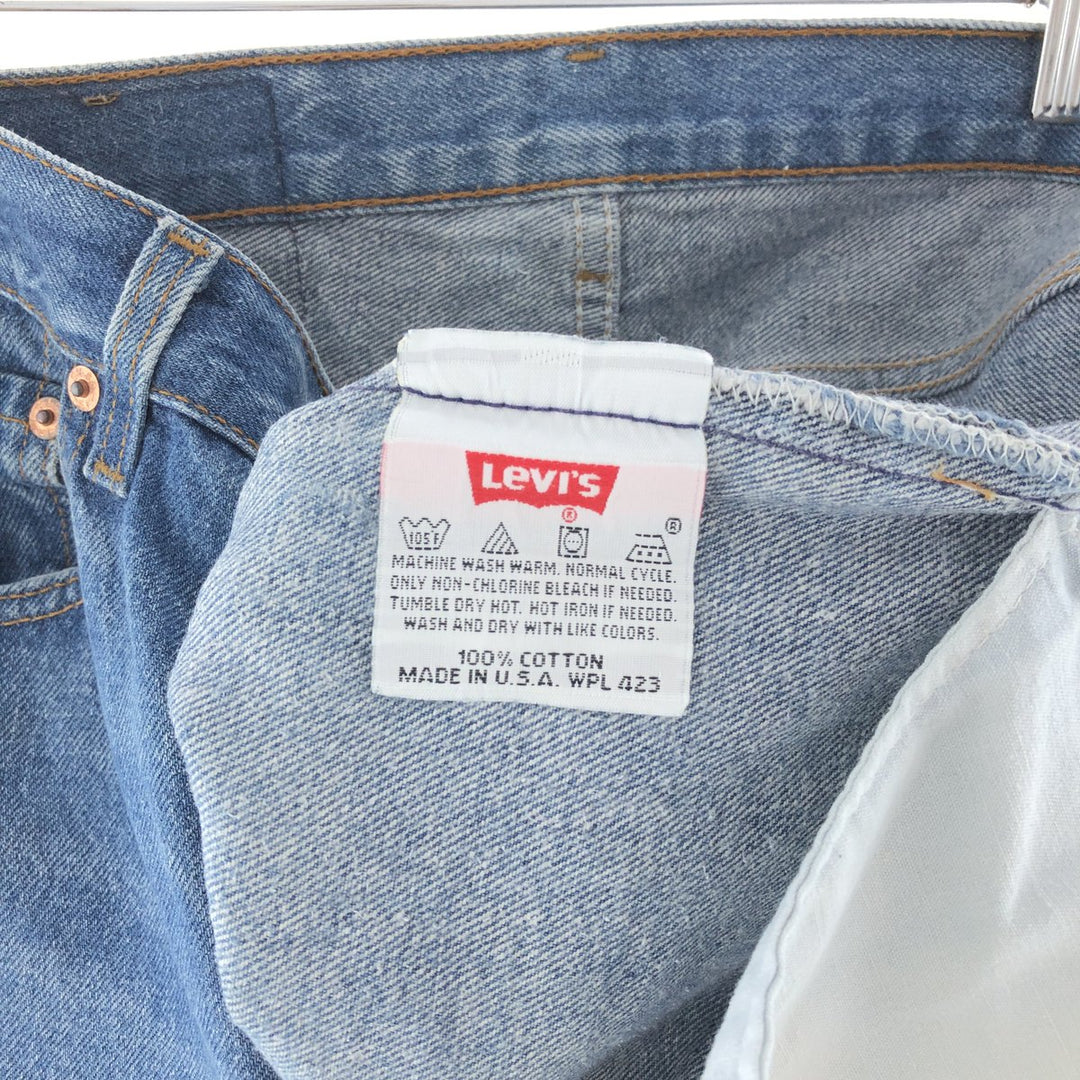 Levi's
®
105°F
®
MACHINE WASH WARM. NORMAL CYCLE.
ONLY NON-CHLORINE BLEACH IF NEEDED.
TUMBLE DRY HOT. HOT IRON IF NEEDED.
WASH AND DRY WITH LIKE COLORS.
100% COTTON
MADE IN U.S.A. WPL 423